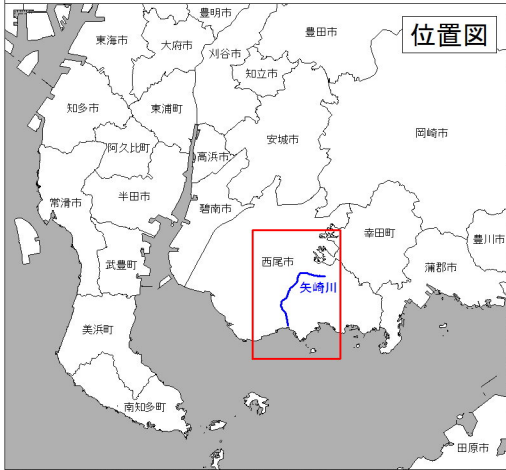 位置図
豊明市
東海市
大府市
刈谷市
豊田市
知立市
知多市
東浦町
岡崎市
安城市
阿久比町
高浜市
半田市
常滑市
碧南市
幸田町
豊川市
西尾市
武豊町
蒲郡市
矢崎川
美浜町
南知多町
田原市